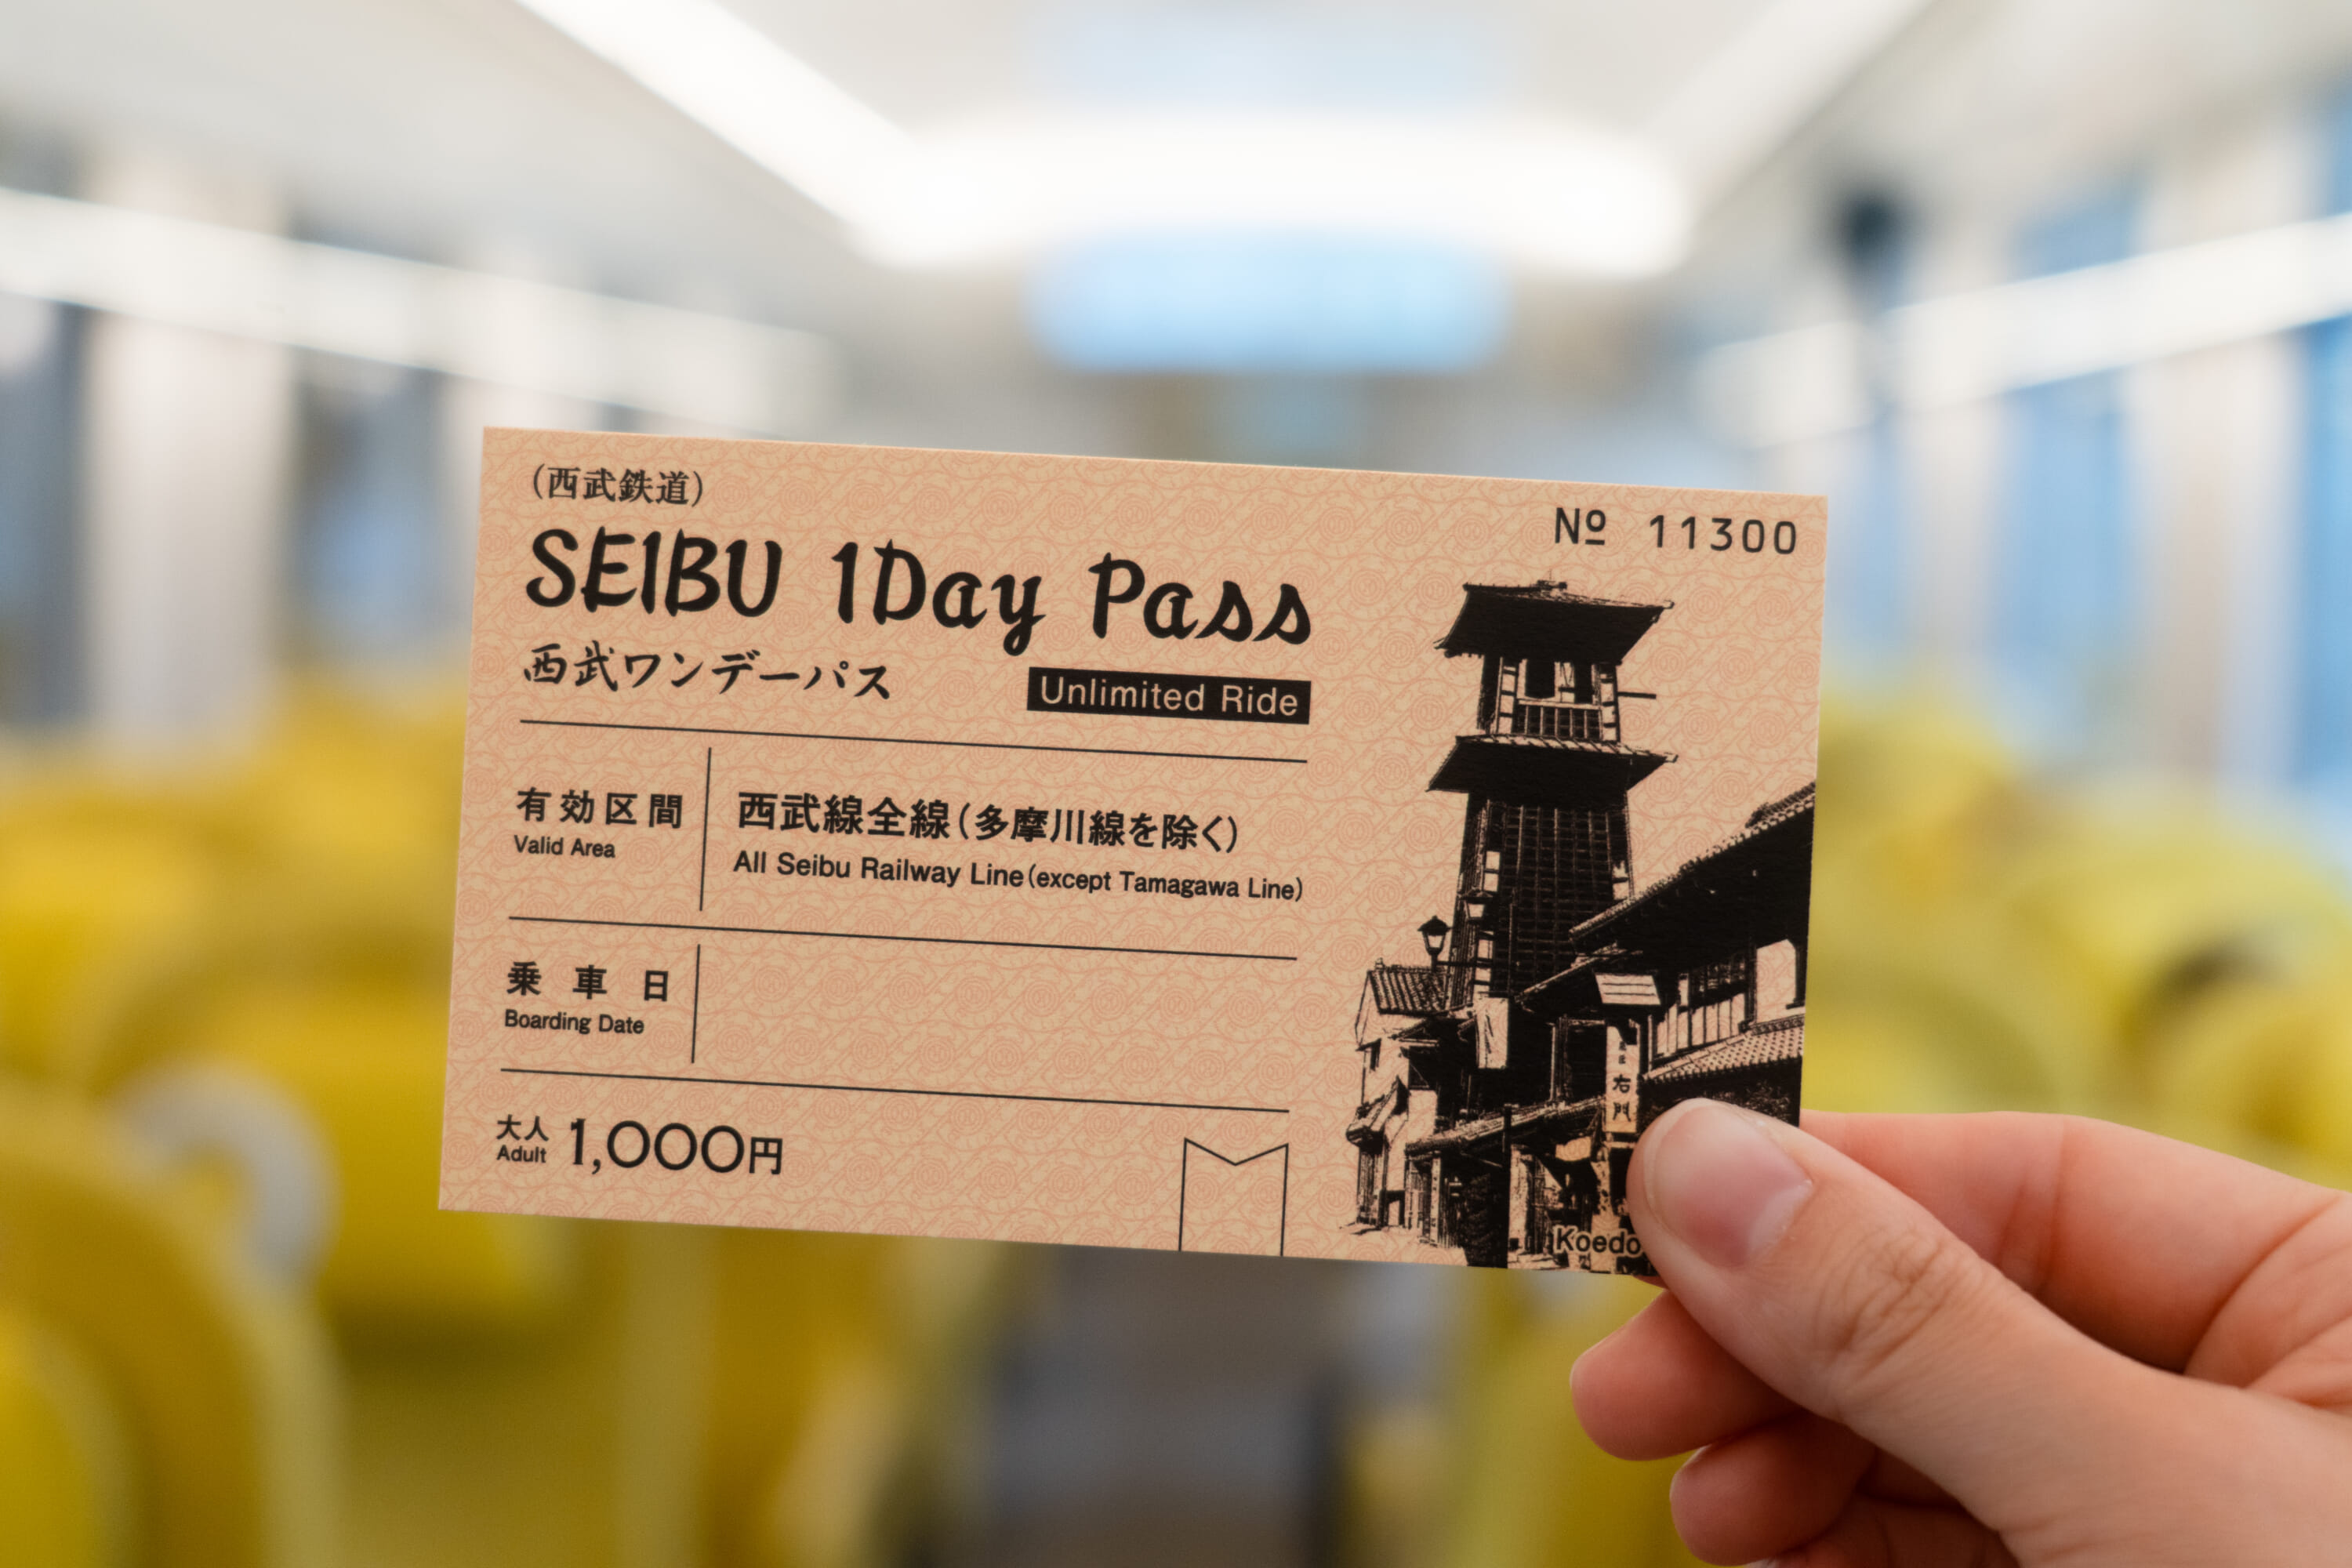 (西武鉄道)
SEIBU 1Day Pass
西武ワンデーパス
Unlimited Ride
№ 11300
有効区間
Valid Area
西武線全線(多摩川線を除く)
All Seibu Railway Line(except Tamagawa Line)
乗車日
Boarding Date
大人
Adult
1,000円
右門
Koedo